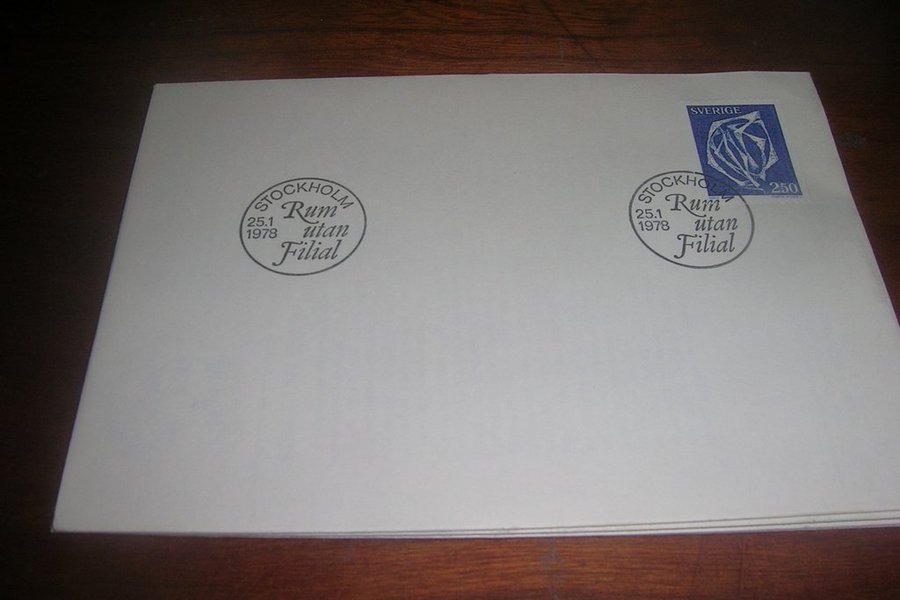 SVERIGE
250
STOCKHOLM
25.1
1978
Rum
utan
Filial
STOCKHOLM
25.1
1978
Rum
utan
Filial